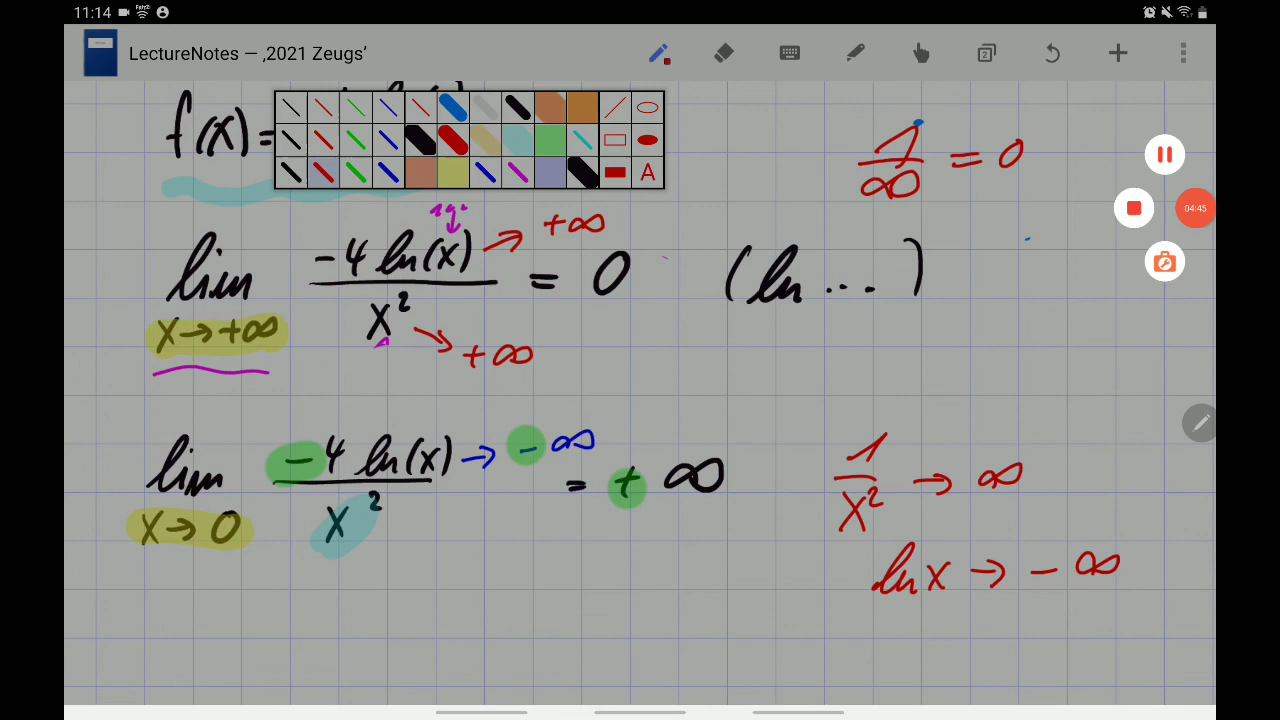 11:14
LectureNotes — ‚2021 Zeugs’
2
A
04:45
f(x)=
1/∞ = 0
lim x→+∞ -4 ln(x) / x² = 0 (ln ...)
→ +∞
→ +∞
lim x→0 -4 ln(x) / x² = + ∞
→ - ∞
1/x² → ∞
ln x → - ∞